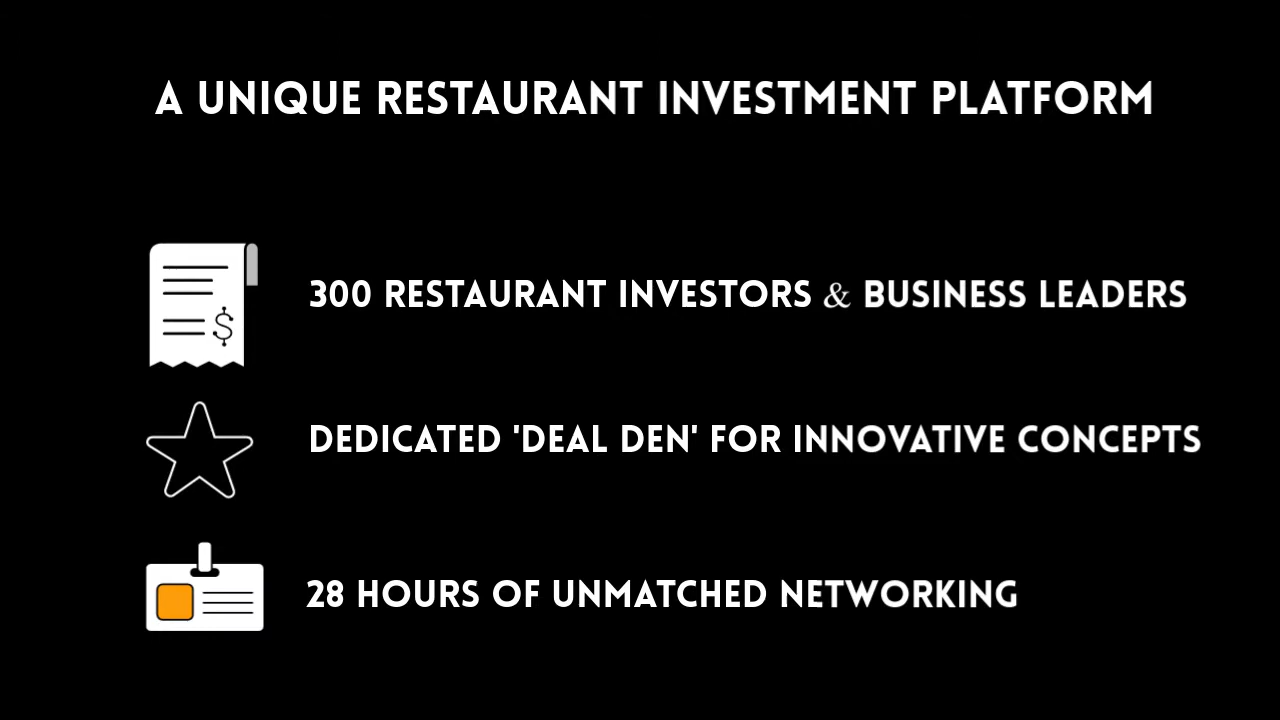 A UNIQUE RESTAURANT INVESTMENT PLATFORM
$
300 RESTAURANT INVESTORS & BUSINESS LEADERS
DEDICATED 'DEAL DEN' FOR INNOVATIVE CONCEPTS
28 HOURS OF UNMATCHED NETWORKING